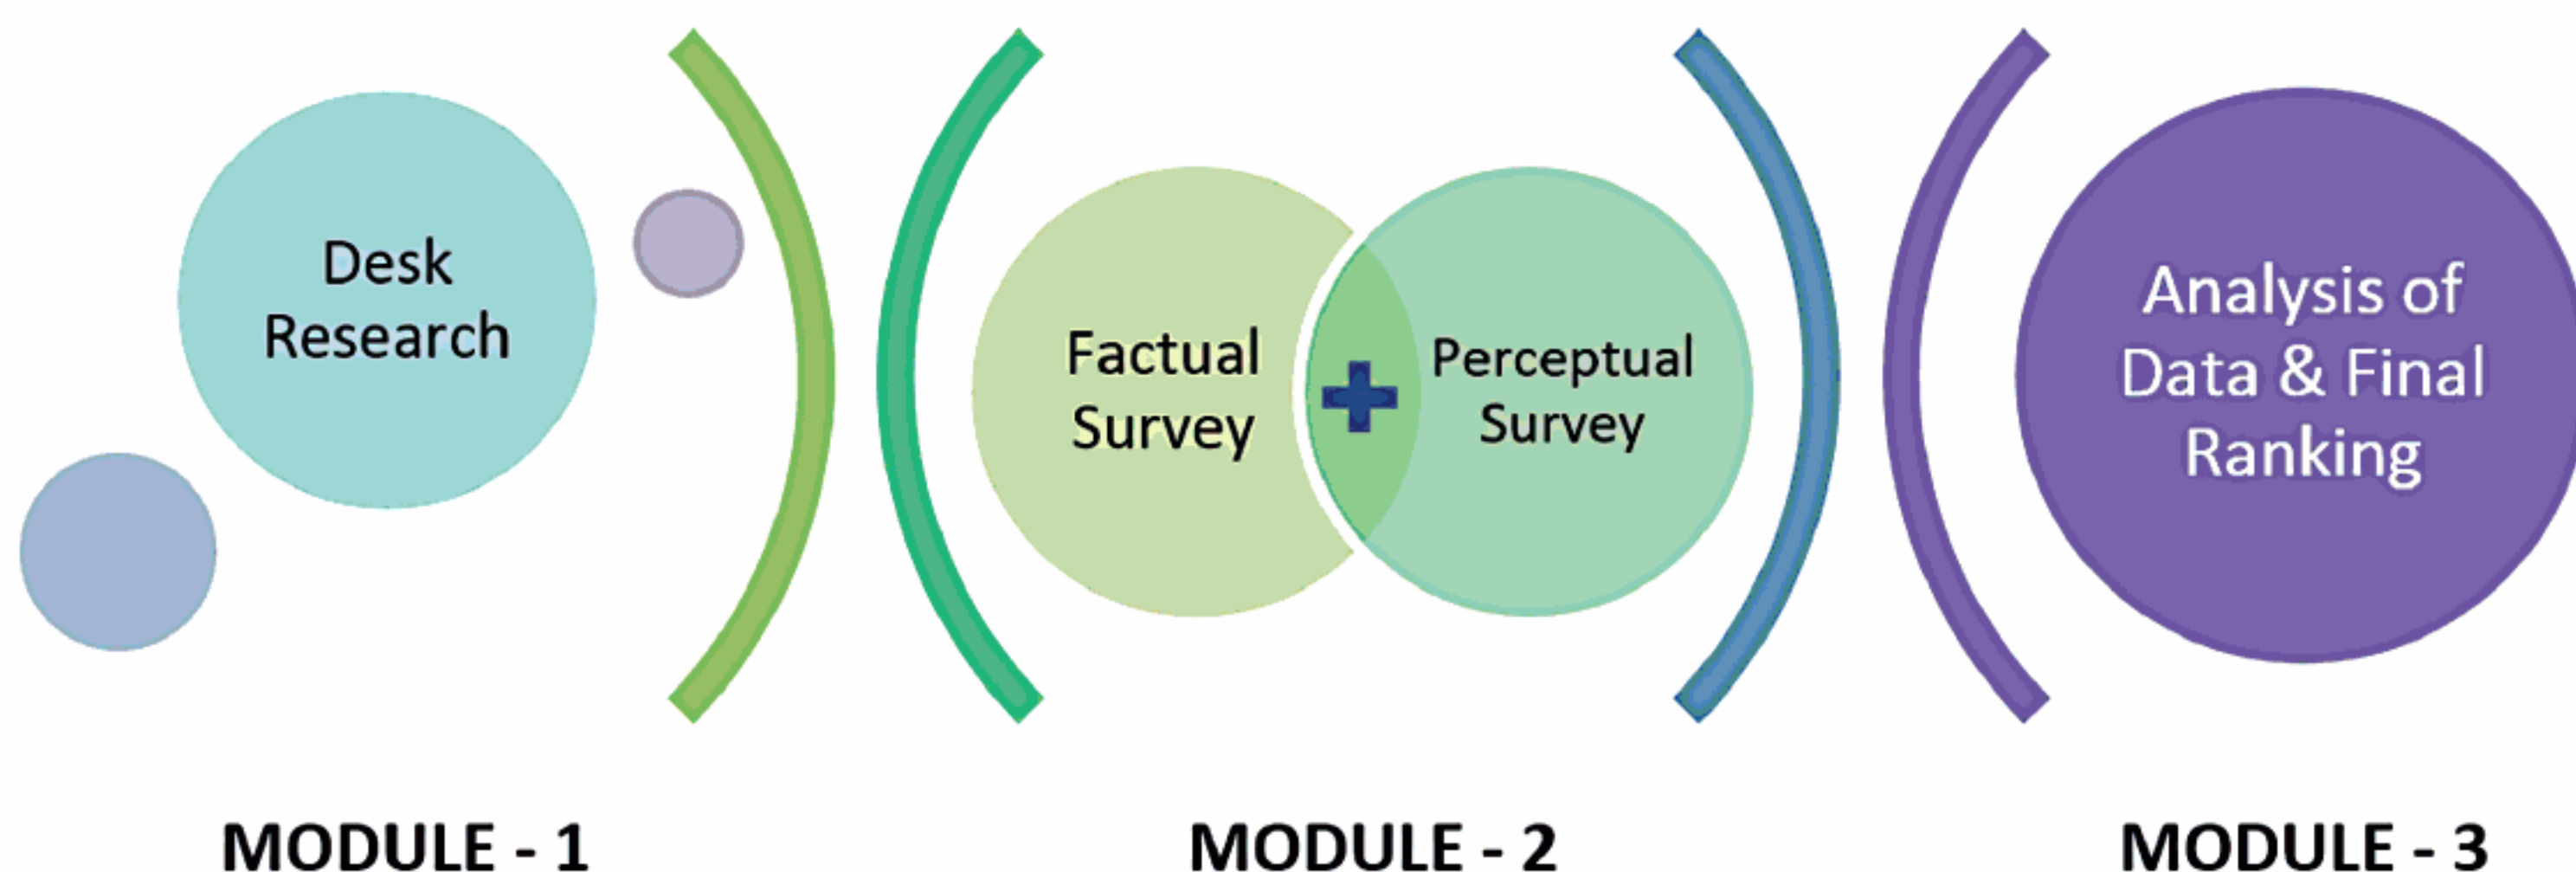 Desk
Research
Factual
Survey
Perceptual
Survey
Analysis of
Data & Final
Ranking
MODULE - 1
MODULE - 2
MODULE - 3